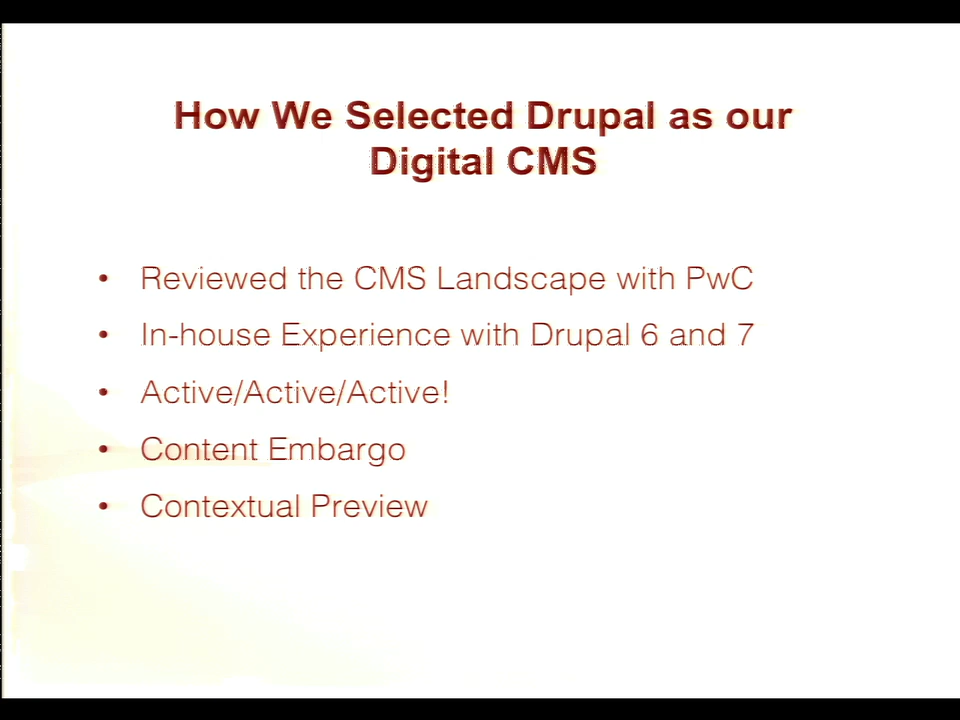 How We Selected Drupal as our
Digital CMS
• Reviewed the CMS Landscape with PwC
• In-house Experience with Drupal 6 and 7
• Active/Active/Active!
• Content Embargo
• Contextual Preview